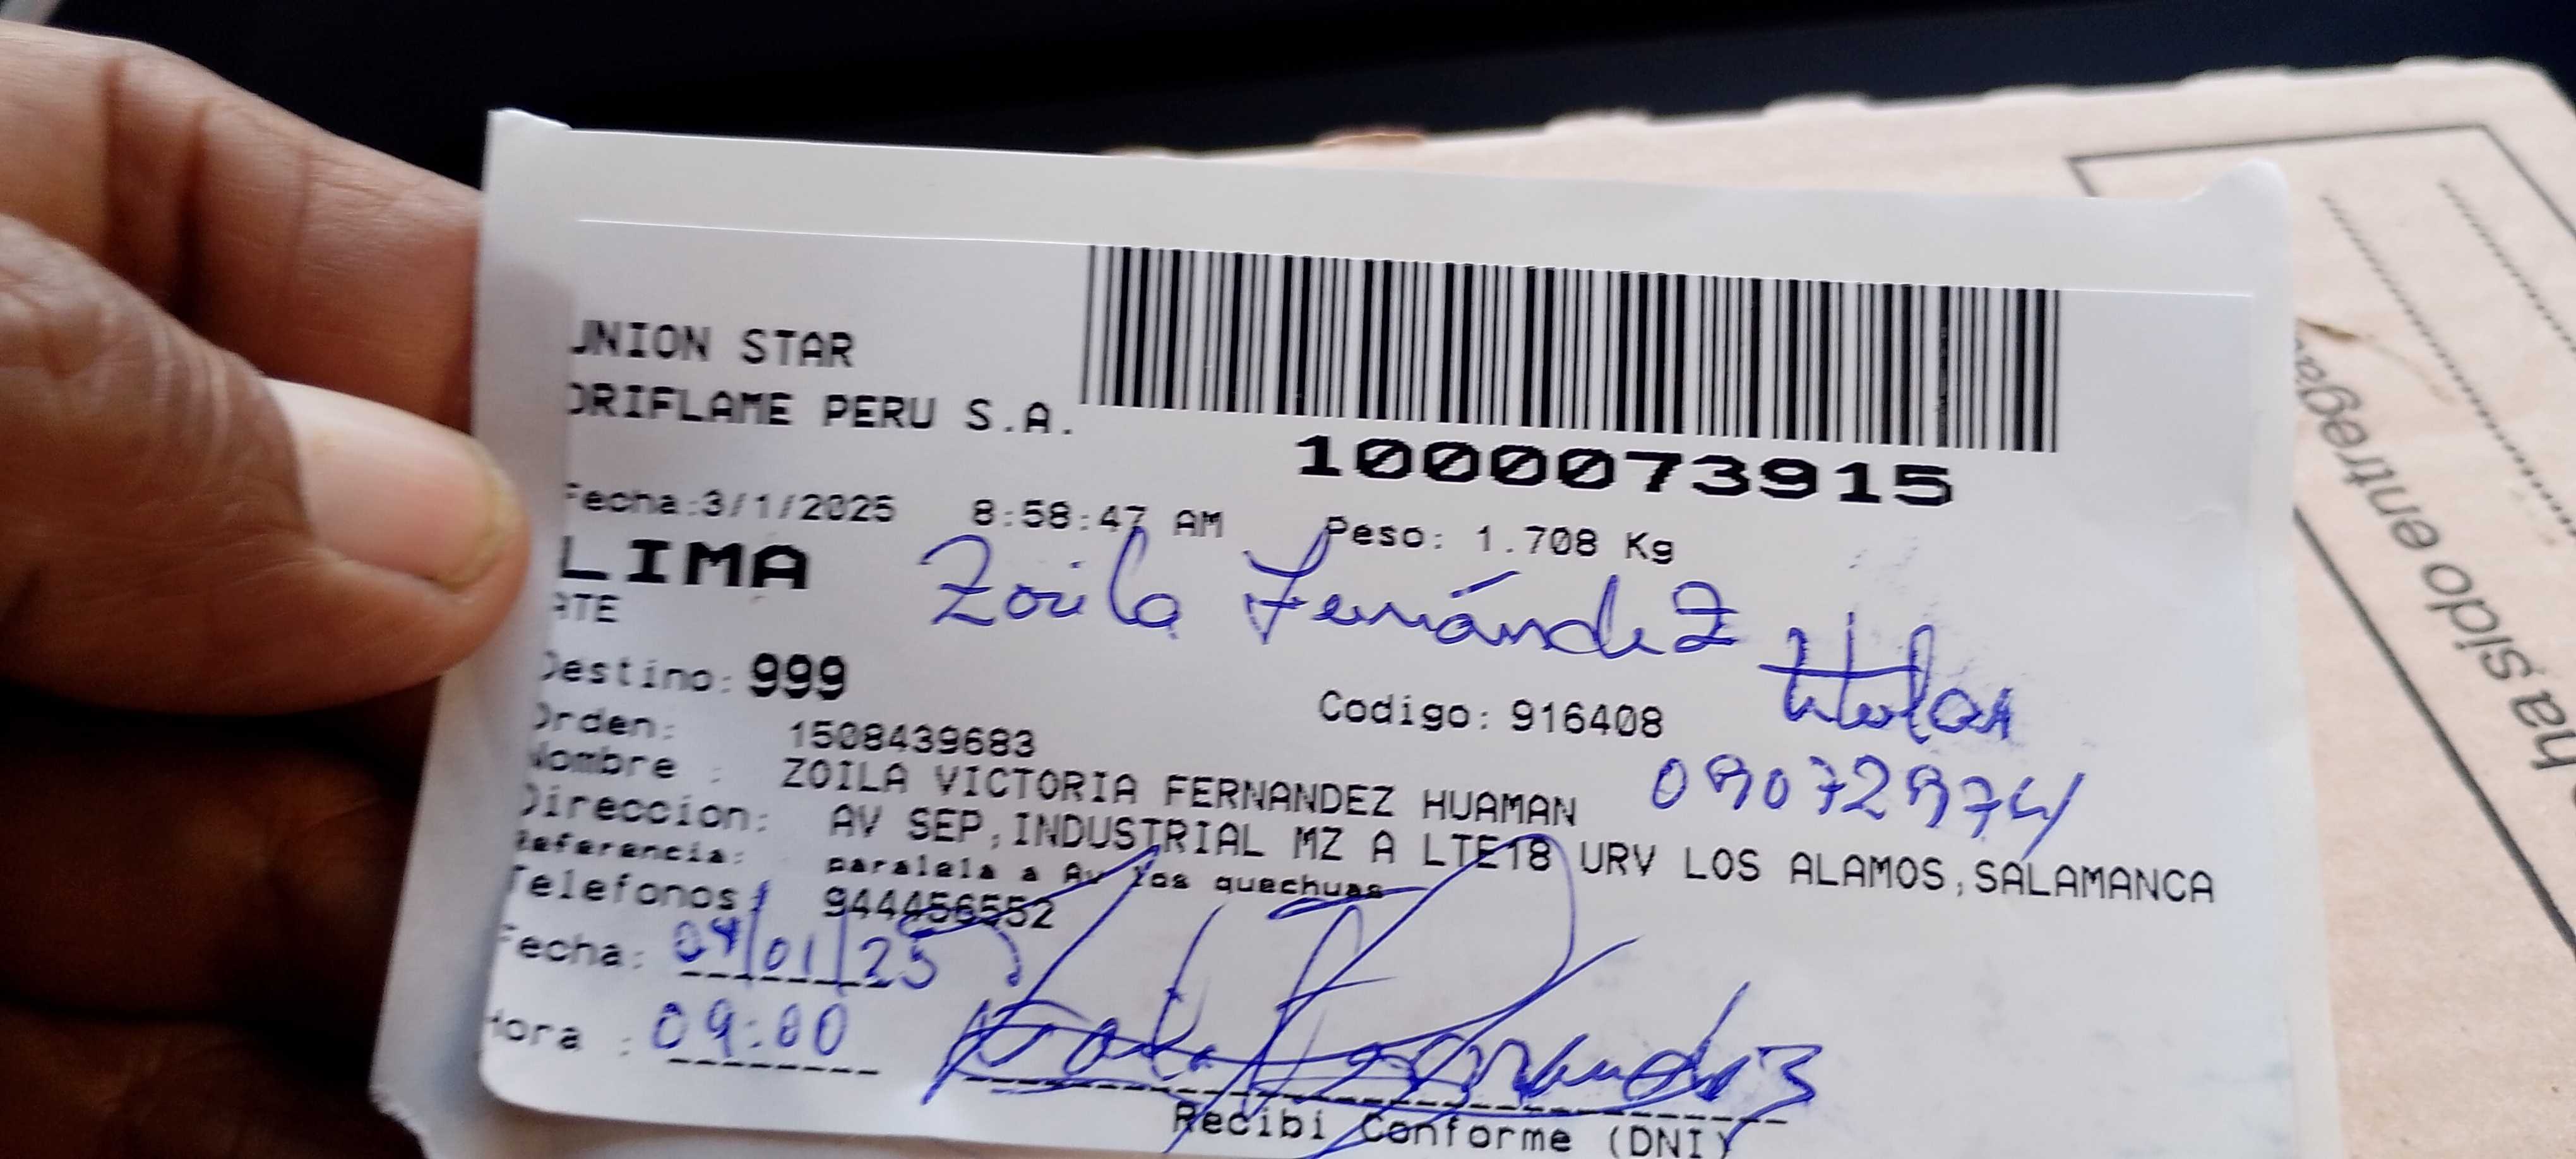 UNION STAR
ORIFLAME PERU S.A.
1000073915
Fecha:3/1/2025 8:58:47 AM Peso: 1.708 Kg
LIMA
ATE
Zoila Fernández
titular
Destino: 999
Orden: 1508439683 Codigo: 916408
Nombre : ZOILA VICTORIA FERNANDEZ HUAMAN
09072974
Direccion: AV SEP,INDUSTRIAL MZ A LTE18 URV LOS ALAMOS,SALAMANCA
Referencia: paralela a Av los quechuas
Telefonos: 944456552
Fecha: 04/01/25
Hora : 09:00
Recibi Conforme (DNI)
ha sido entrega